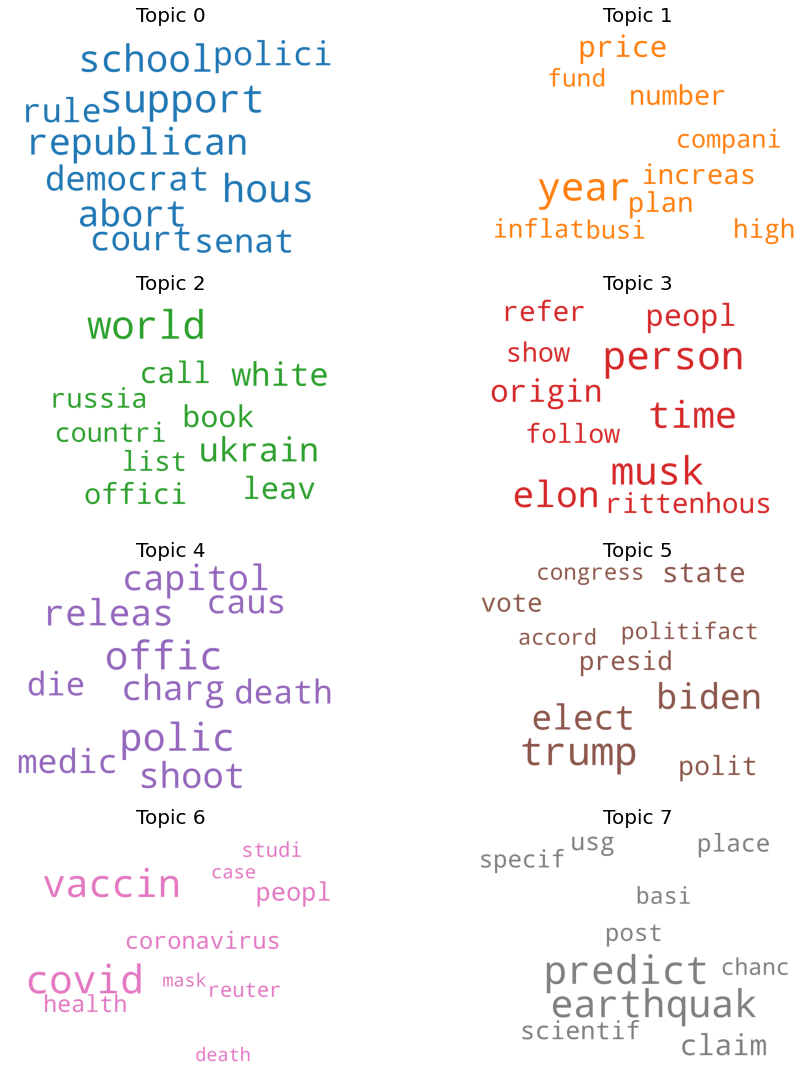 Topic 0
school polici
support
rule
republican
democrat hous
abort
court senat
Topic 1
price
fund
number
compani
increas
year
plan
inflat busi high
Topic 2
world
call white
russia
book
countri
ukrain
list
offici leav
Topic 3
refer peopl
show person
origin
time
follow
musk
elon rittenhous
Topic 4
capitol
releas caus
offic
die charg death
polic
medic
shoot
Topic 5
congress state
vote
accord politifact
presid
biden
elect
trump
polit
Topic 6
studi
case
vaccin
peopl
coronavirus
covid mask
reuter
health
death
Topic 7
usg place
specif
basi
post
predict chanc
earthquak
scientif
claim